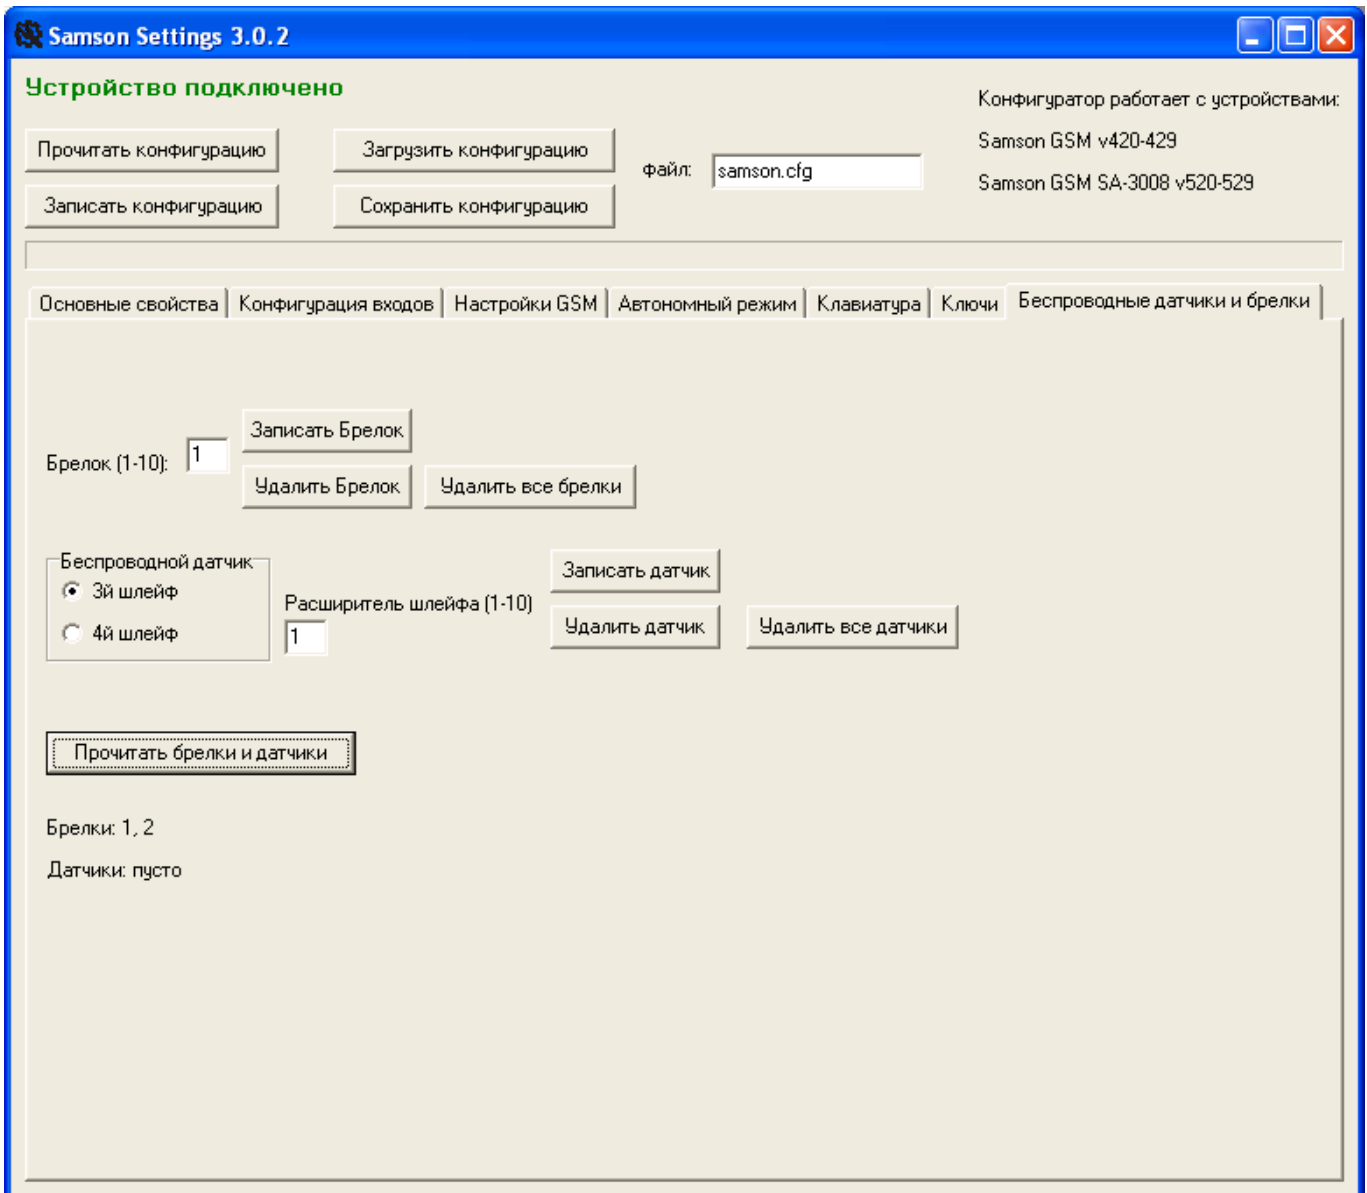 Samson Settings 3.0.2
Устройство подключено
Конфигуратор работает с устройствами:
Прочитать конфигурацию
Загрузить конфигурацию
Файл:
samson.cfg
Samson GSM v420-429
Записать конфигурацию
Сохранить конфигурацию
Samson GSM SA-3008 v520-529
Основные свойства
Конфигурация входов
Настройки GSM
Автономный режим
Клавиатура
Ключи
Беспроводные датчики и брелки
Брелок (1-10):
1
Записать Брелок
Удалить Брелок
Удалить все брелки
Беспроводной датчик
3й шлейф
4й шлейф
Расширитель шлейфа (1-10)
1
Записать датчик
Удалить датчик
Удалить все датчики
Прочитать брелки и датчики
Брелки: 1, 2
Датчики: пусто